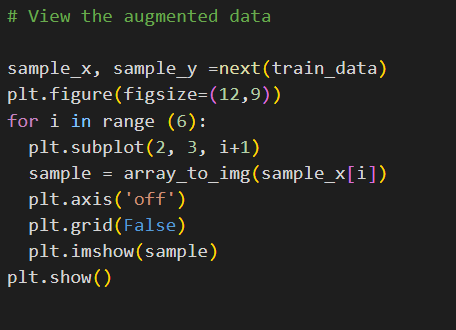 # View the augmented data
sample_x, sample_y =next(train_data)
plt.figure(figsize=(12,9))
for i in range (6):
  plt.subplot(2, 3, i+1)
  sample = array_to_img(sample_x[i])
  plt.axis('off')
  plt.grid(False)
  plt.imshow(sample)
plt.show()